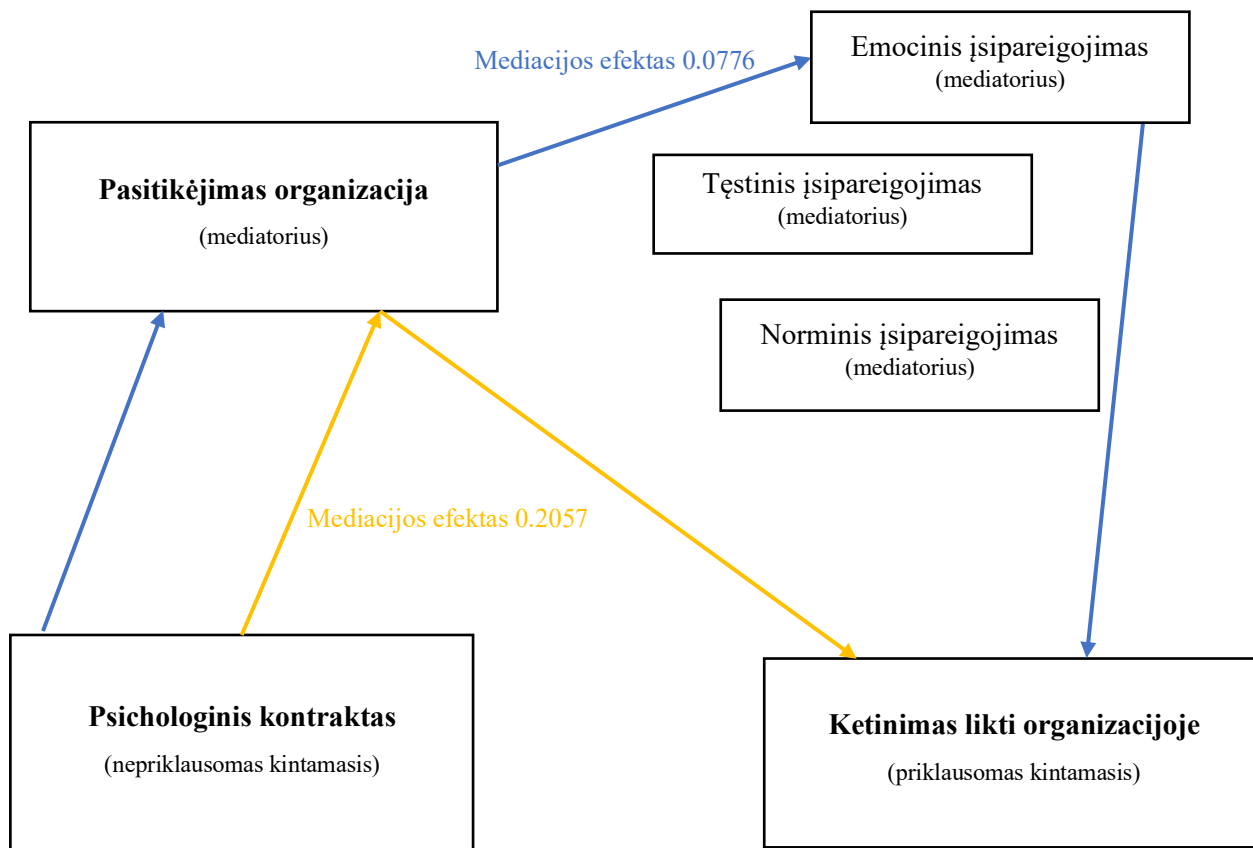 Emocinis įsipareigojimas
(mediatorius)
Mediacijos efektas 0.0776
Pasitikėjimas organizacija
(mediatorius)
Tęstinis įsipareigojimas
(mediatorius)
Norminis įsipareigojimas
(mediatorius)
Mediacijos efektas 0.2057
Psichologinis kontraktas
(nepriklausomas kintamasis)
Ketinimas likti organizacijoje
(priklausomas kintamasis)